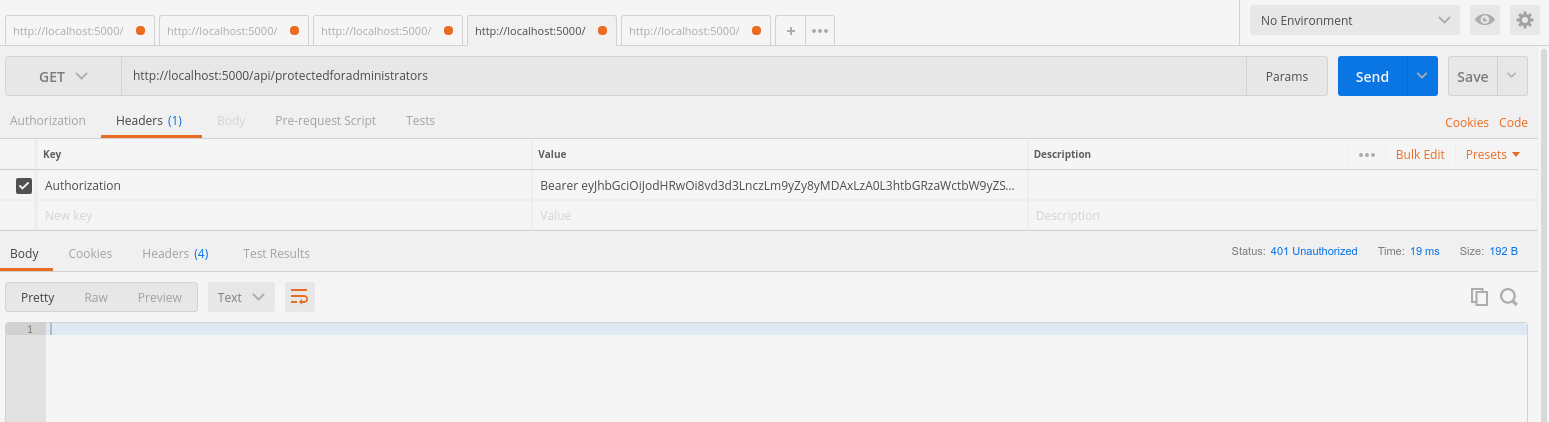 http://localhost:5000/ http://localhost:5000/ http://localhost:5000/ http://localhost:5000/ http://localhost:5000/ + No Environment
GET http://localhost:5000/api/protectedforadministrators Params Send Save
Authorization Headers (1) Body Pre-request Script Tests Cookies Code
Key Value Description Bulk Edit Presets
Authorization Bearer eyJhbGciOiJodHRwOi8vd3d3LnczLm9yZy8yMDAxLzA0L3htbGRzaWctbW9yZS...
New key Value Description
Body Cookies Headers (4) Test Results Status: 401 Unauthorized Time: 19 ms Size: 192 B
Pretty Raw Preview Text
1